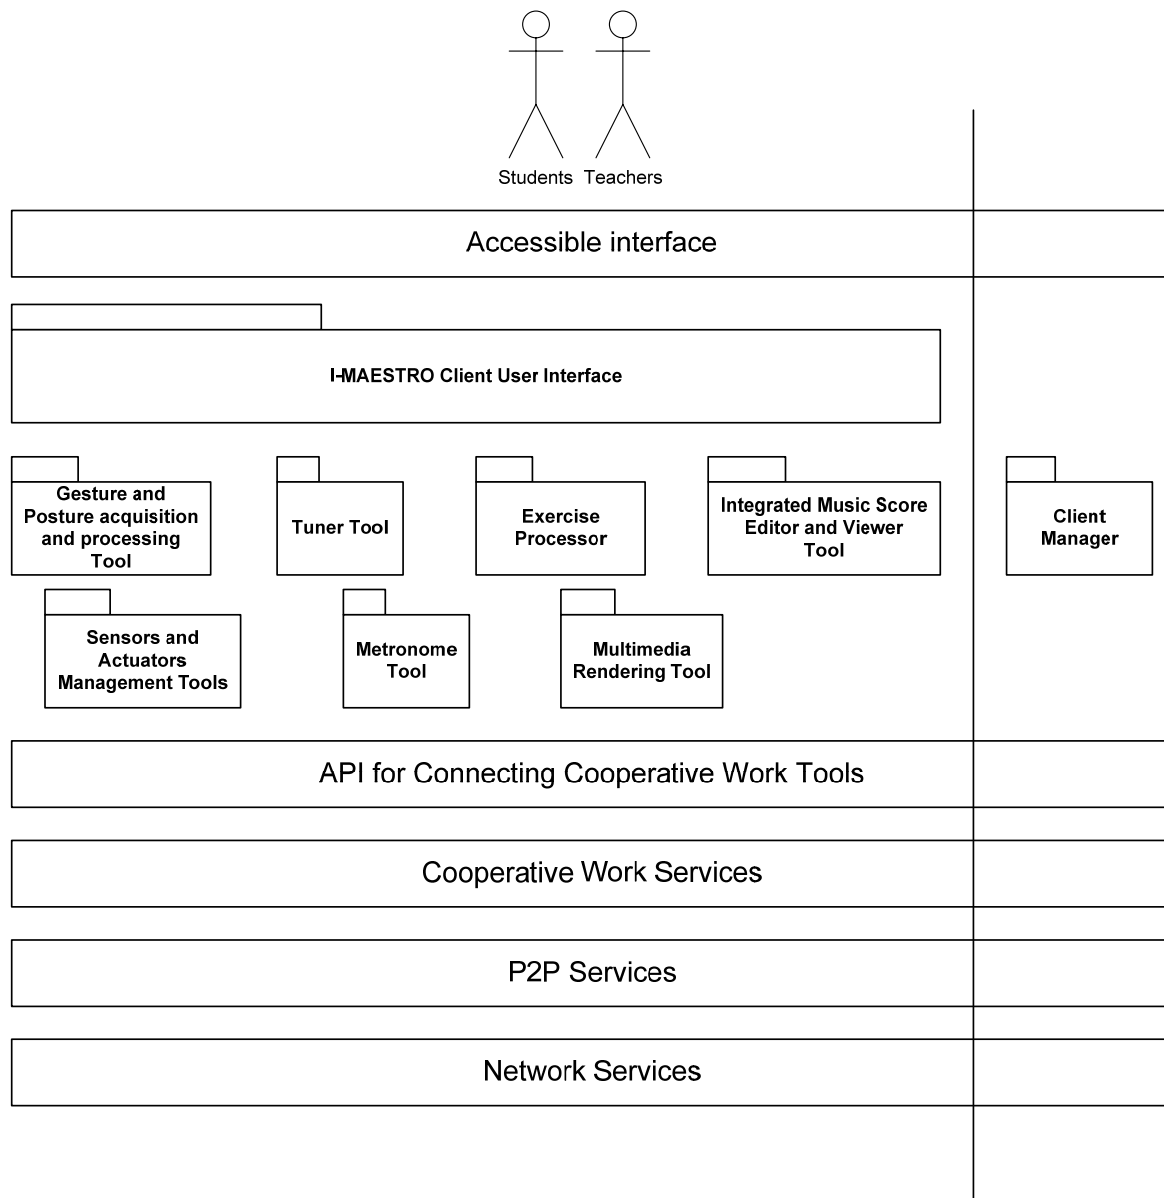 Students Teachers
Accessible interface
I-MAESTRO Client User Interface
Gesture and
Posture acquisition
and processing
Tool
Tuner Tool
Exercise
Processor
Integrated Music Score
Editor and Viewer
Tool
Client
Manager
Sensors and
Actuators
Management Tools
Metronome
Tool
Multimedia
Rendering Tool
API for Connecting Cooperative Work Tools
Cooperative Work Services
P2P Services
Network Services